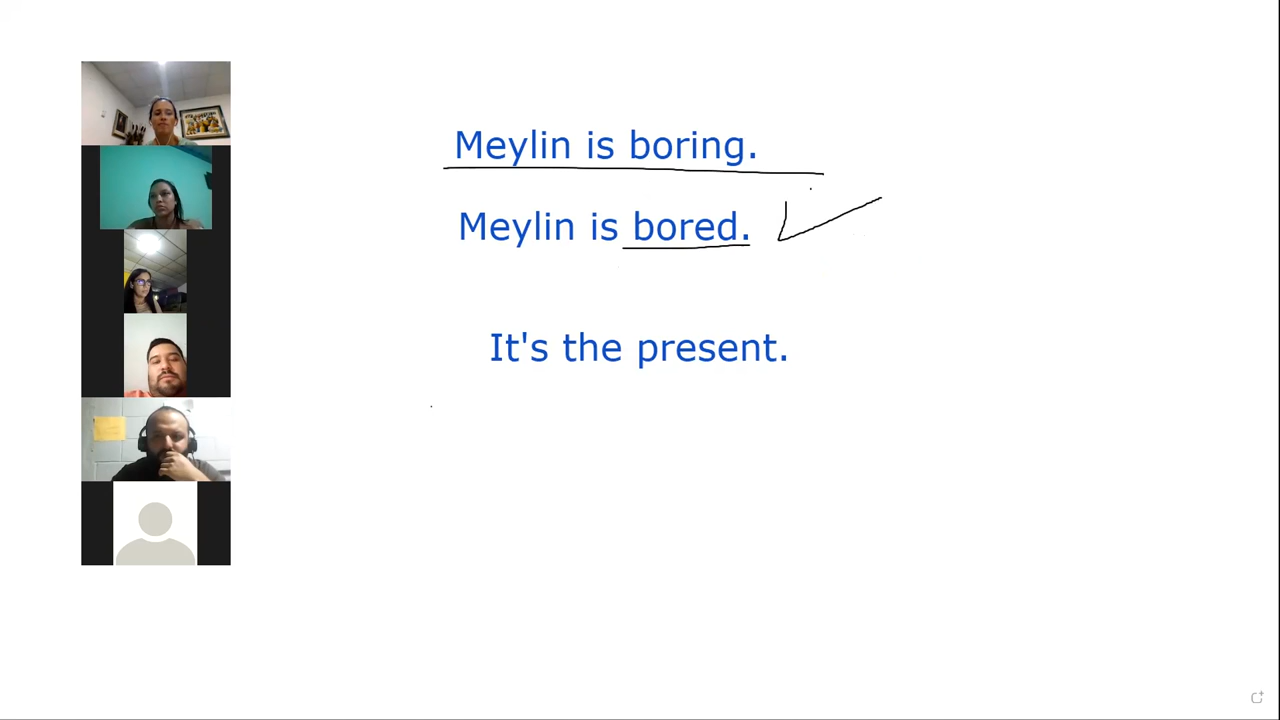 Meylin is boring.
Meylin is bored.
It's the present.